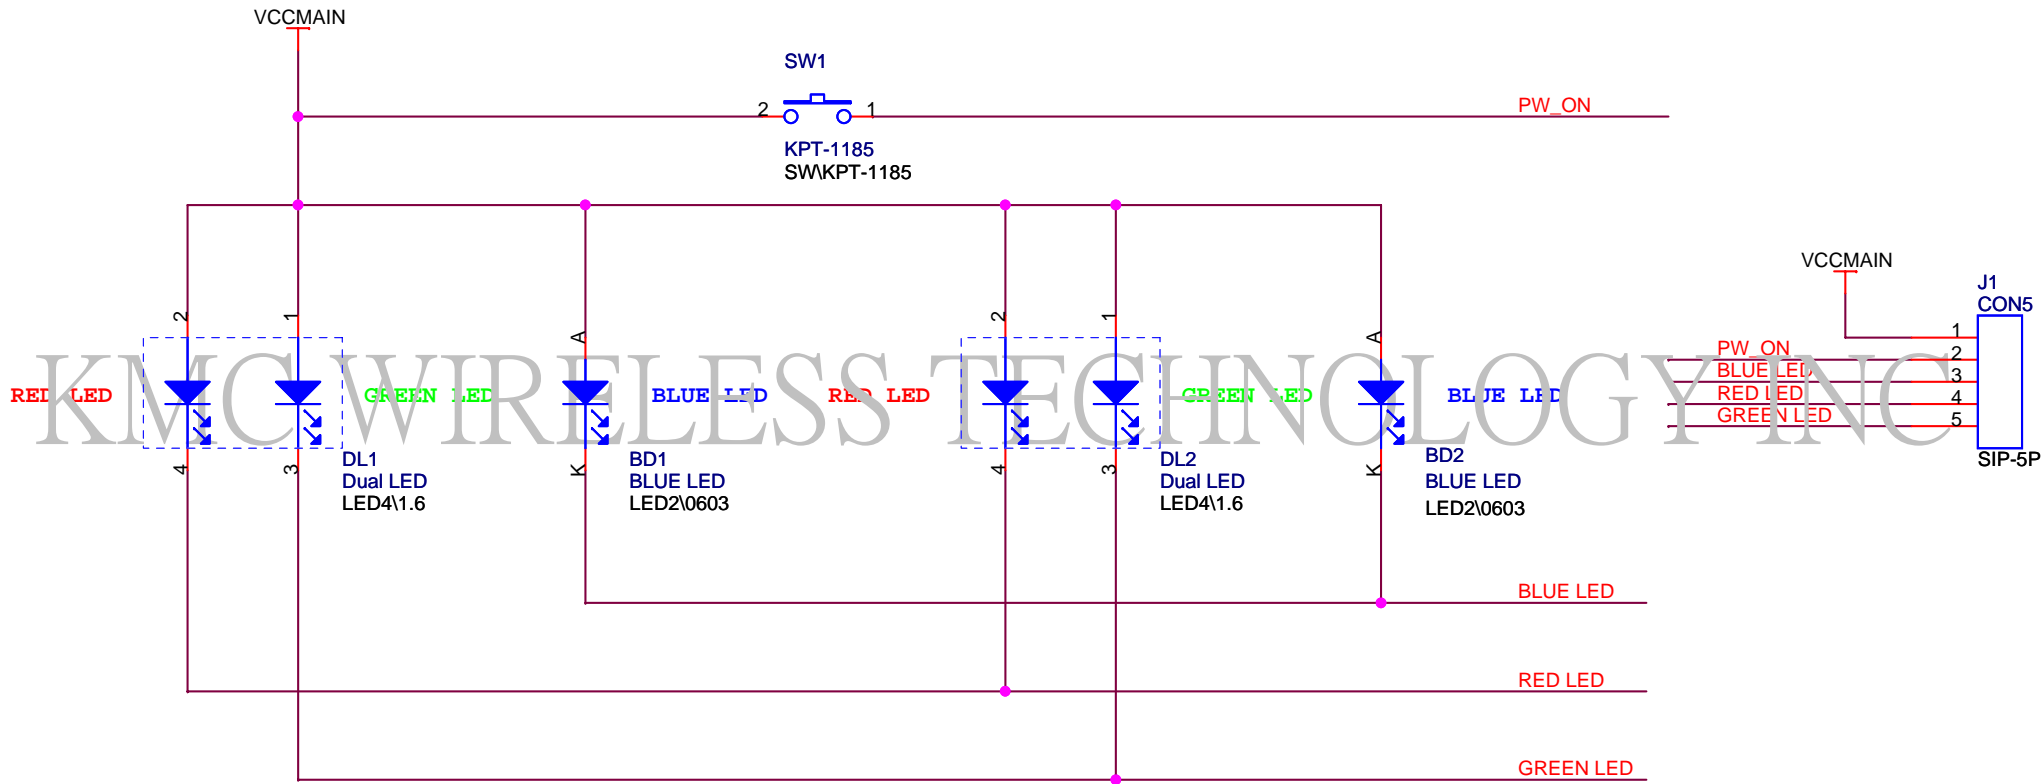 VCCMAIN
SW1
2
1
PW_ON
KPT-1185
SW\KPT-1185
VCCMAIN
J1
CON5
2
1
A
2
1
A
1
PW_ON
2
BLUE LED
3
RED LED
4
GREEN LED
5
SIP-5P
KMC WIRELESS TECHNOLOGY INC
RED LED
GREEN LED
BLUE LED
RED LED
GREEN LED
BLUE LED
4
3
DL1
Dual LED
LED4\1.6
K
BD1
BLUE LED
LED2\0603
4
3
DL2
Dual LED
LED4\1.6
K
BD2
BLUE LED
LED2\0603
BLUE LED
RED LED
GREEN LED